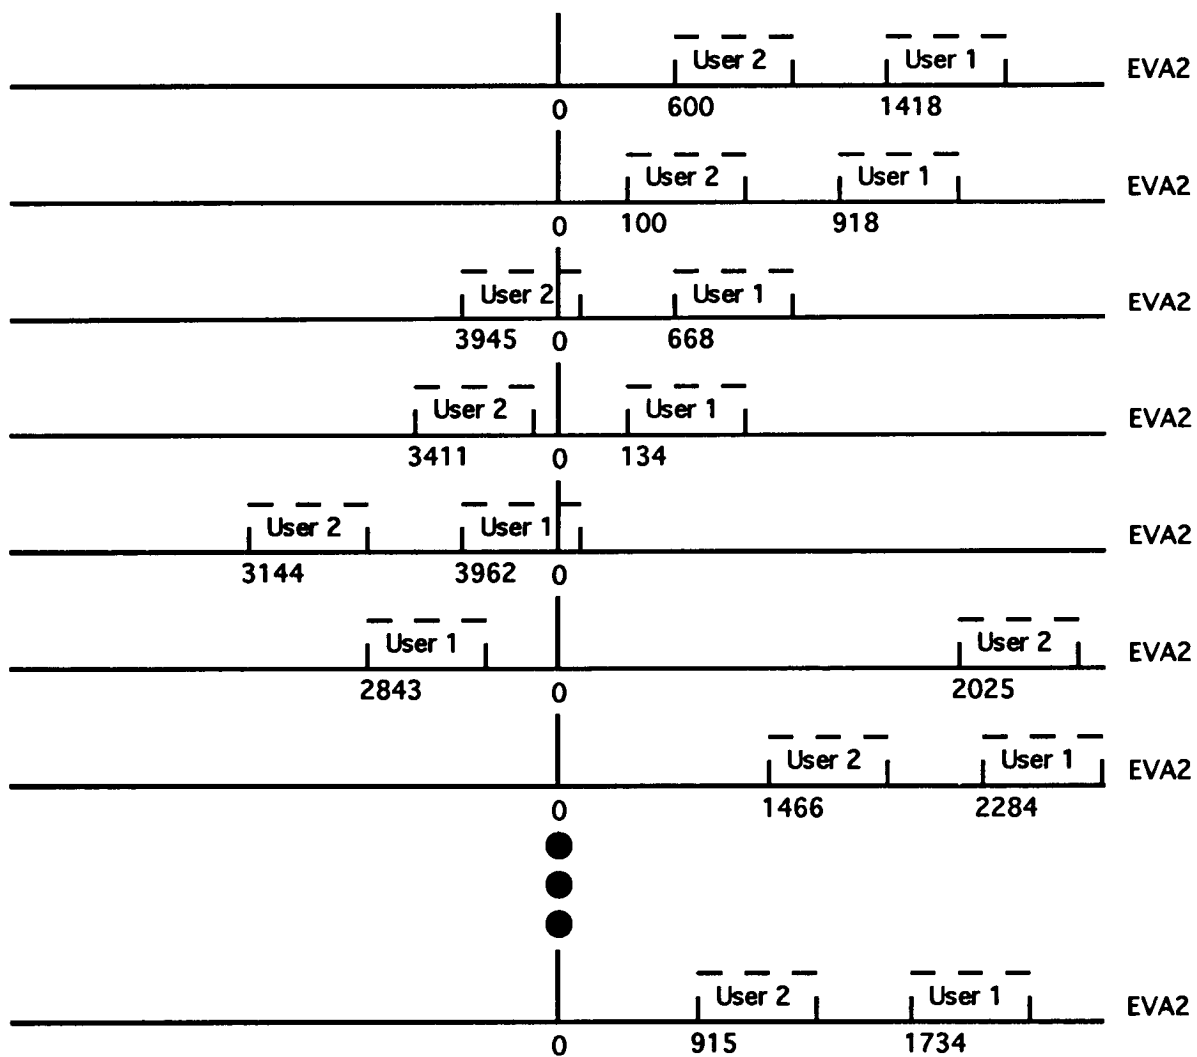 User 2 User 1 EVA2
0 600 1418
User 2 User 1 EVA2
0 100 918
User 2 User 1 EVA2
3945 0 668
User 2 User 1 EVA2
3411 0 134
User 2 User 1 EVA2
3144 3962 0
User 1 User 2 EVA2
2843 0 2025
User 2 User 1 EVA2
0 1466 2284
User 2 User 1 EVA2
0 915 1734